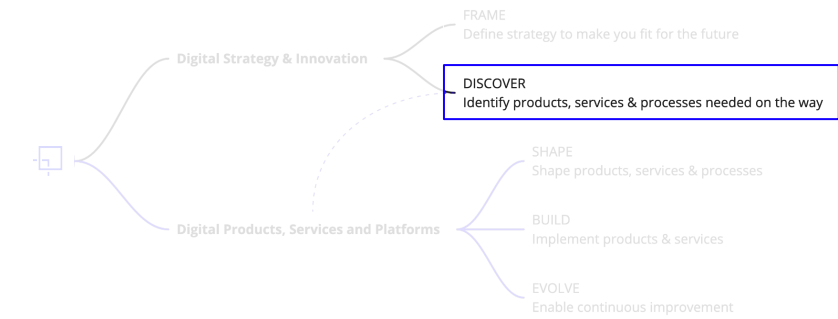 FRAME
Define strategy to make you fit for the future
Digital Strategy & Innovation
DISCOVER
Identify products, services & processes needed on the way
SHAPE
Shape products, services & processes
BUILD
Implement products & services
Digital Products, Services and Platforms
EVOLVE
Enable continuous improvement